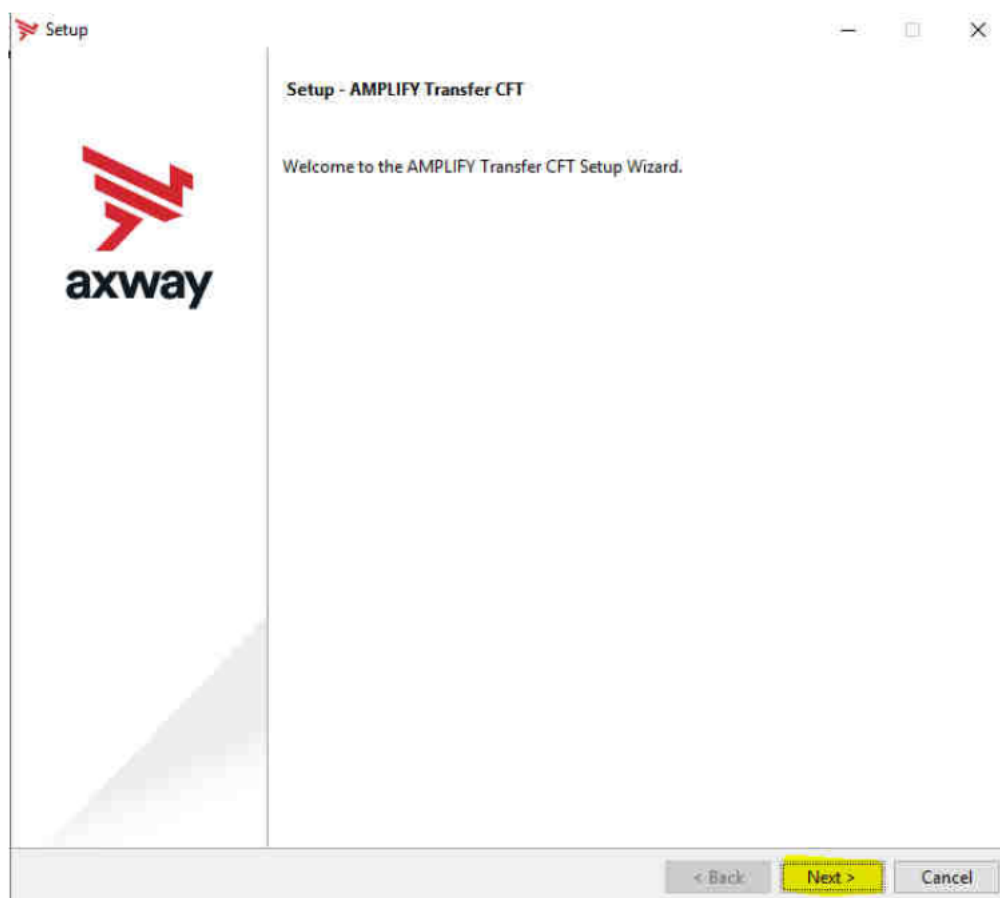 Setup
Setup - AMPLIFY Transfer CFT
Welcome to the AMPLIFY Transfer CFT Setup Wizard.
axway
< Back
Next >
Cancel